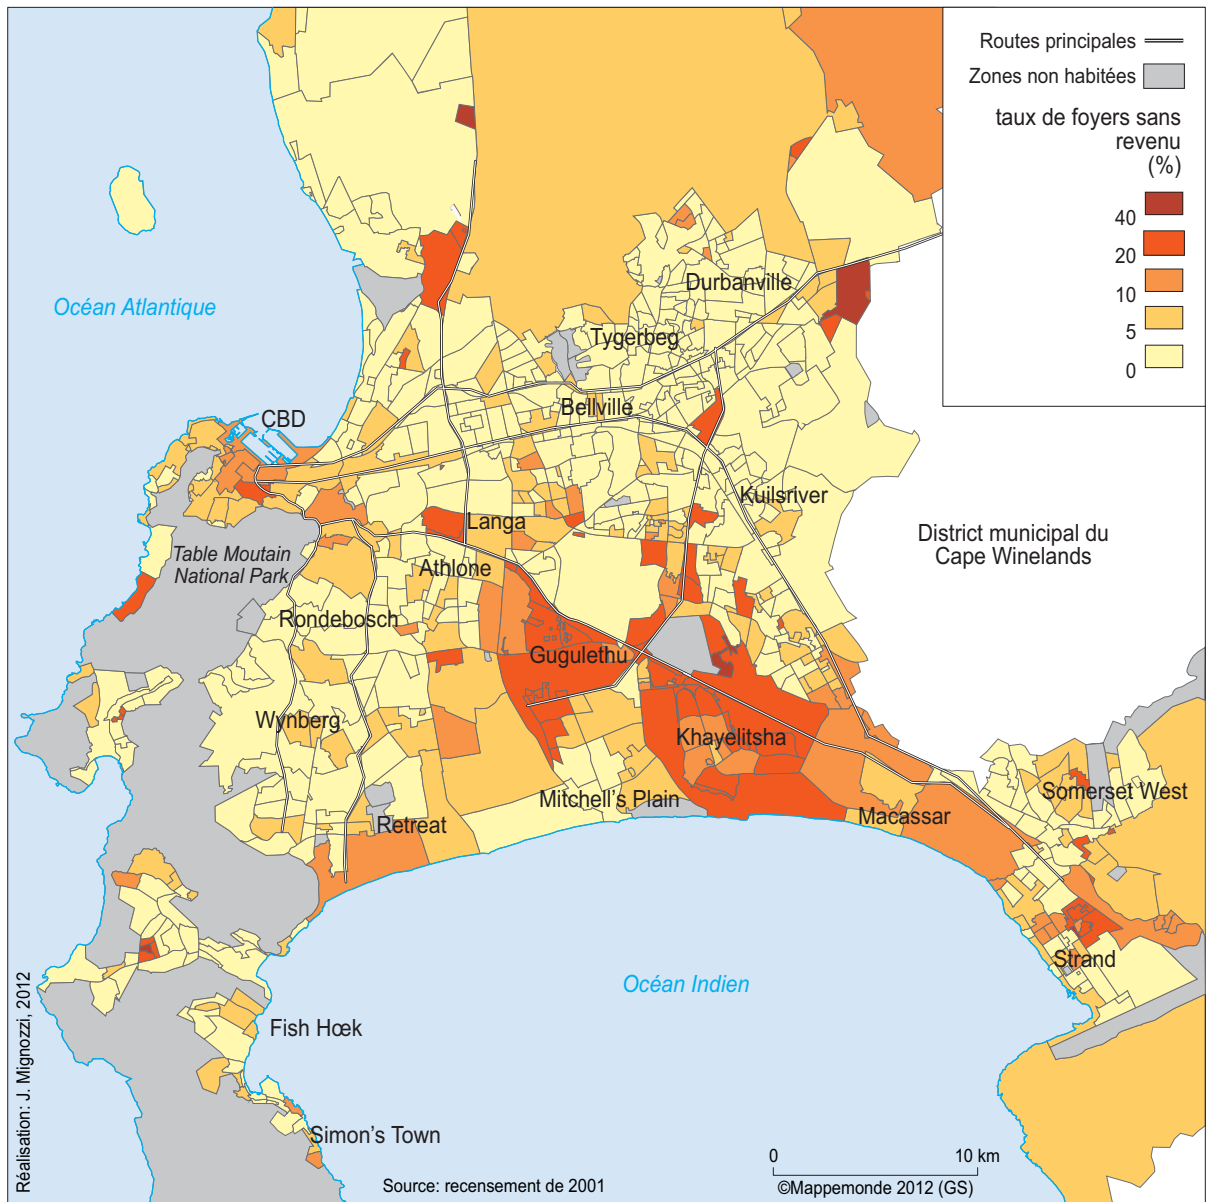 Routes principales
Zones non habitées
taux de foyers sans
revenu
(%)
40
20
10
5
0
Océan Atlantique
Durbanville
Tygerbeg
Bellville
CBD
Kuilsriver
Langa
District municipal du
Cape Winelands
Table Moutain
National Park
Athlone
Rondebosch
Gugulethu
Wynberg
Khayelitsha
Mitchell's Plain
Somerset West
Macassar
Retreat
Strand
Océan Indien
Fish Hœk
Simon's Town
0 10 km
Réalisation: J. Mignozzi, 2012
Source: recensement de 2001
©Mappemonde 2012 (GS)